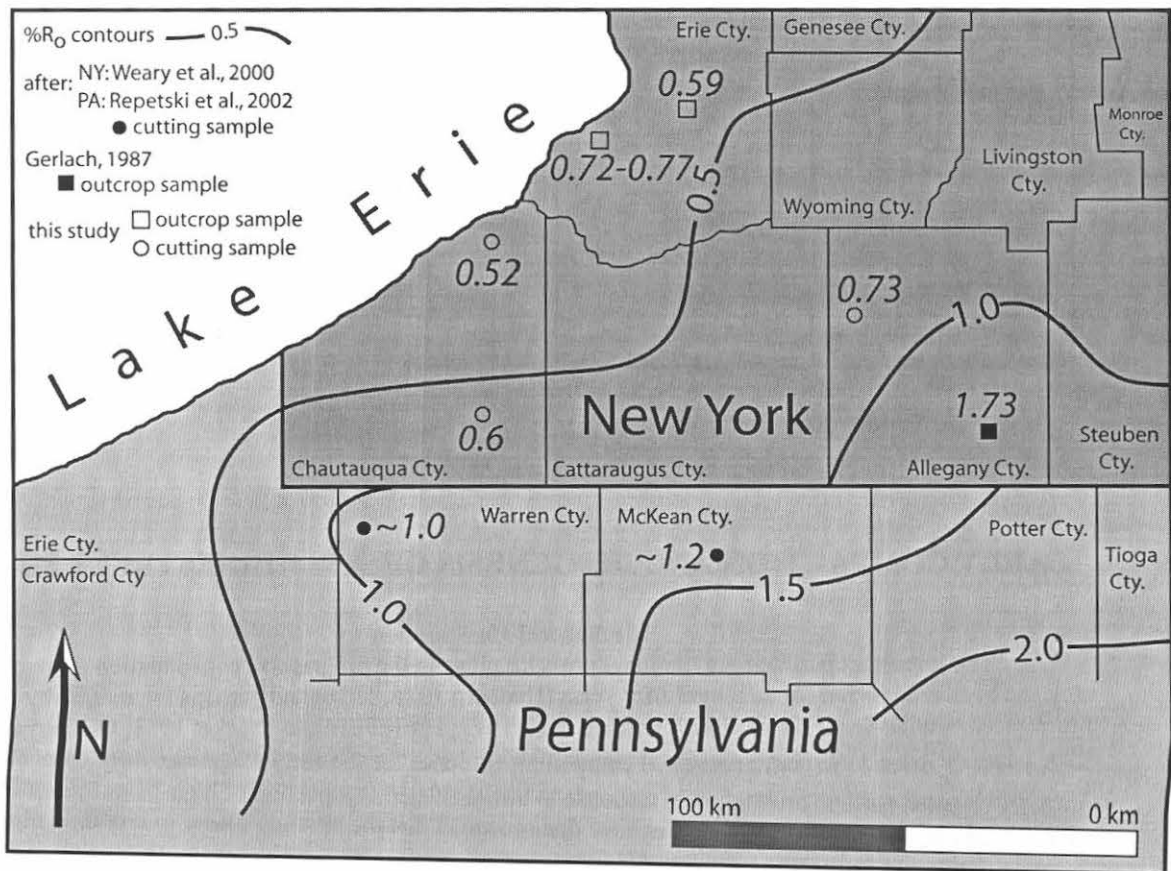 %Ro contours 0.5
after: NY: Weary et al., 2000
PA: Repetski et al., 2002
● cutting sample
Gerlach, 1987
■ outcrop sample
this study □ outcrop sample
○ cutting sample
Lake Erie
Erie Cty.
Genesee Cty.
Monroe
Cty.
Livingston
Cty.
Wyoming Cty.
0.59
0.72-0.77
0.5
0.52
0.73
1.0
0.6
New York
1.73
Steuben
Cty.
Chautauqua Cty.
Cattaraugus Cty.
Allegany Cty.
Erie Cty.
Crawford Cty
~1.0
Warren Cty.
McKean Cty.
~1.2
Potter Cty.
Tioga
Cty.
1.0
1.5
2.0
Pennsylvania
N
100 km
0 km